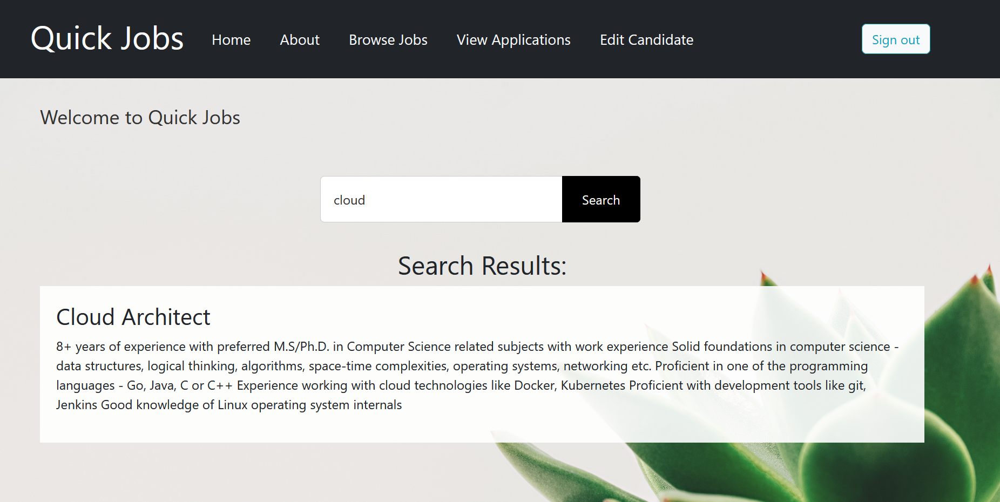 Quick Jobs Home About Browse Jobs View Applications Edit Candidate Sign out
Welcome to Quick Jobs
cloud Search
Search Results:
Cloud Architect
8+ years of experience with preferred M.S/Ph.D. in Computer Science related subjects with work experience Solid foundations in computer science -
data structures, logical thinking, algorithms, space-time complexities, operating systems, networking etc. Proficient in one of the programming
languages - Go, Java, C or C++ Experience working with cloud technologies like Docker, Kubernetes Proficient with development tools like git,
Jenkins Good knowledge of Linux operating system internals